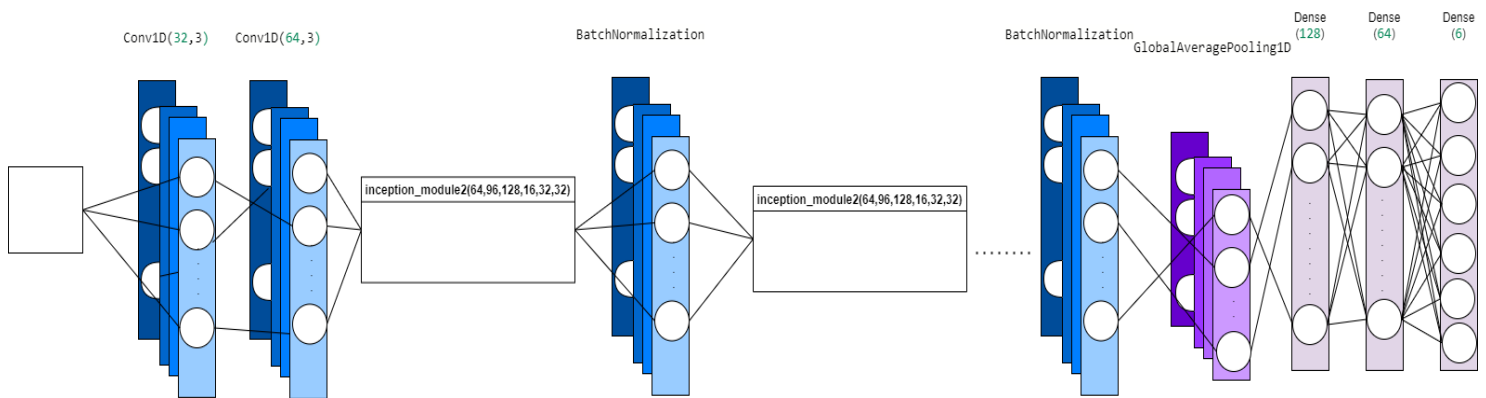 Conv1D(32,3)
Conv1D(64,3)
BatchNormalization
BatchNormalization
GlobalAveragePooling1D
Dense
(128)
Dense
(64)
Dense
(6)
inception_module2(64,96,128,16,32,32)
inception_module2(64,96,128,16,32,32)